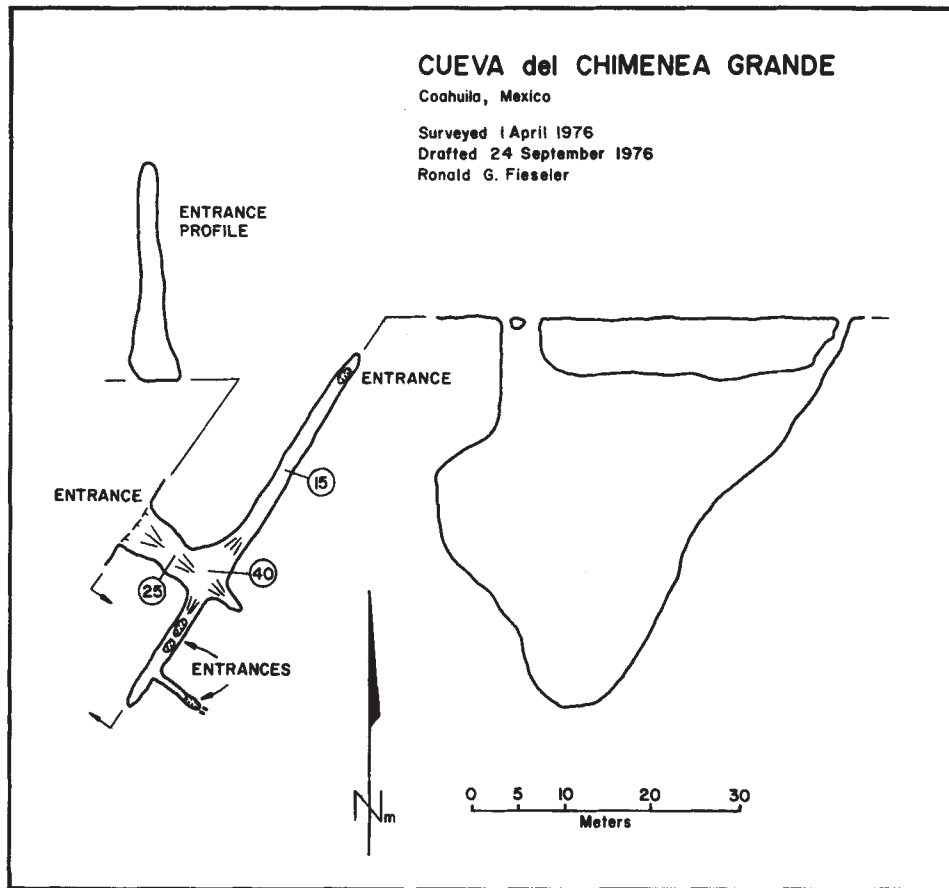 CUEVA del CHIMENEA GRANDE
Coahuila, Mexico
Surveyed 1 April 1976
Drafted 24 September 1976
Ronald G. Fieseler
ENTRANCE
PROFILE
ENTRANCE
15
ENTRANCE
25
40
ENTRANCES
Nm
0 5 10 20 30
Meters